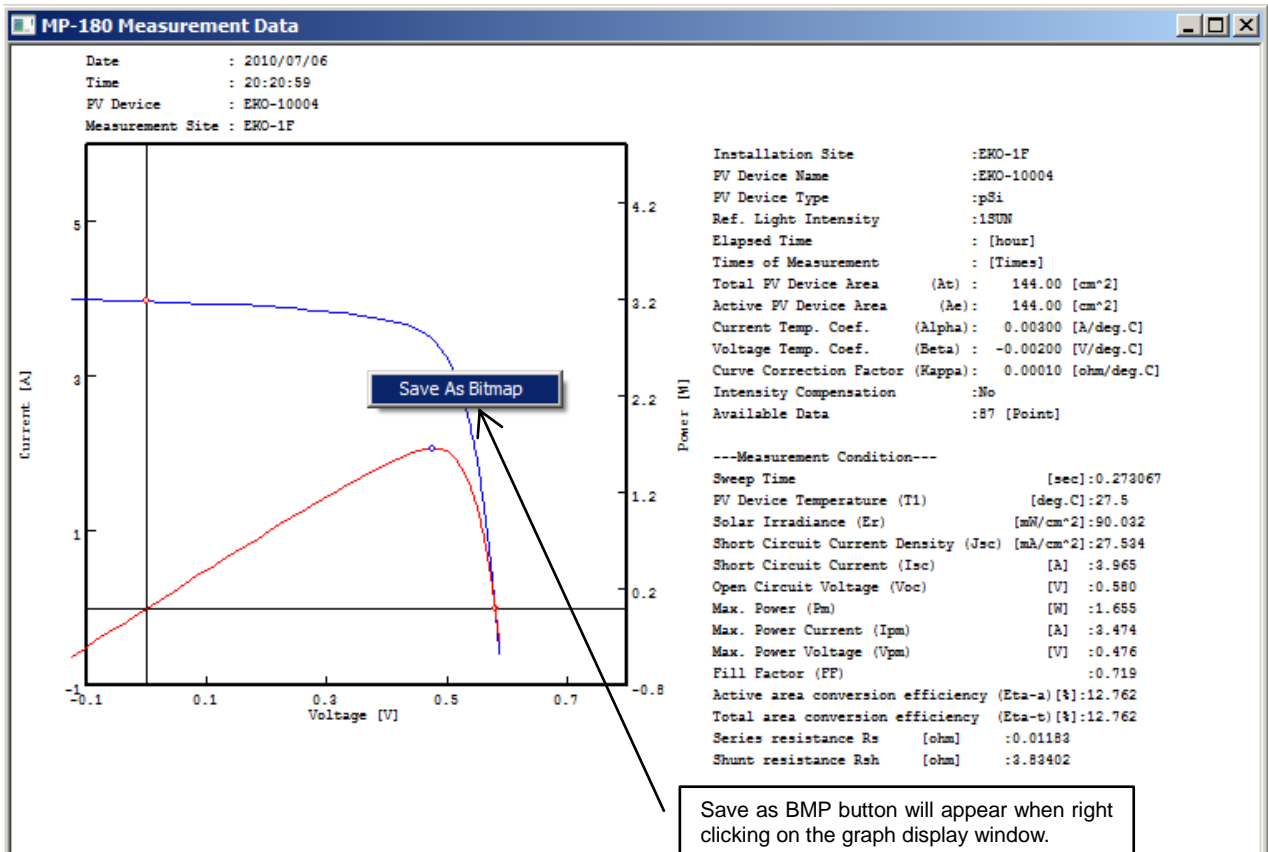 MP-180 Measurement Data
Date : 2010/07/06
Time : 20:20:59
PV Device : EKO-10004
Measurement Site : EKO-1F
5
3
1
-1
Current [A]
4.2
3.2
2.2
1.2
0.2
-0.8
Power [W]
-0.1 0.1 0.3 0.5 0.7
Voltage [V]
Save As Bitmap
Installation Site :EKO-1F
PV Device Name :EKO-10004
PV Device Type :pSi
Ref. Light Intensity :1SUN
Elapsed Time : [hour]
Times of Measurement : [Times]
Total PV Device Area (At) : 144.00 [cm^2]
Active PV Device Area (Ae): 144.00 [cm^2]
Current Temp. Coef. (Alpha): 0.00300 [A/deg.C]
Voltage Temp. Coef. (Beta) : -0.00200 [V/deg.C]
Curve Correction Factor (Kappa): 0.00010 [ohm/deg.C]
Intensity Compensation :No
Available Data :87 [Point]
---Measurement Condition---
Sweep Time [sec]:0.273067
PV Device Temperature (T1) [deg.C]:27.5
Solar Irradiance (Er) [mW/cm^2]:90.032
Short Circuit Current Density (Jsc) [mA/cm^2]:27.534
Short Circuit Current (Isc) [A] :3.965
Open Circuit Voltage (Voc) [V] :0.580
Max. Power (Pm) [W] :1.655
Max. Power Current (Ipm) [A] :3.474
Max. Power Voltage (Vpm) [V] :0.476
Fill Factor (FF) :0.719
Active area conversion efficiency (Eta-a)[%]:12.762
Total area conversion efficiency (Eta-t)[%]:12.762
Series resistance Rs [ohm] :0.01183
Shunt resistance Rsh [ohm] :3.83402
Save as BMP button will appear when right
clicking on the graph display window.